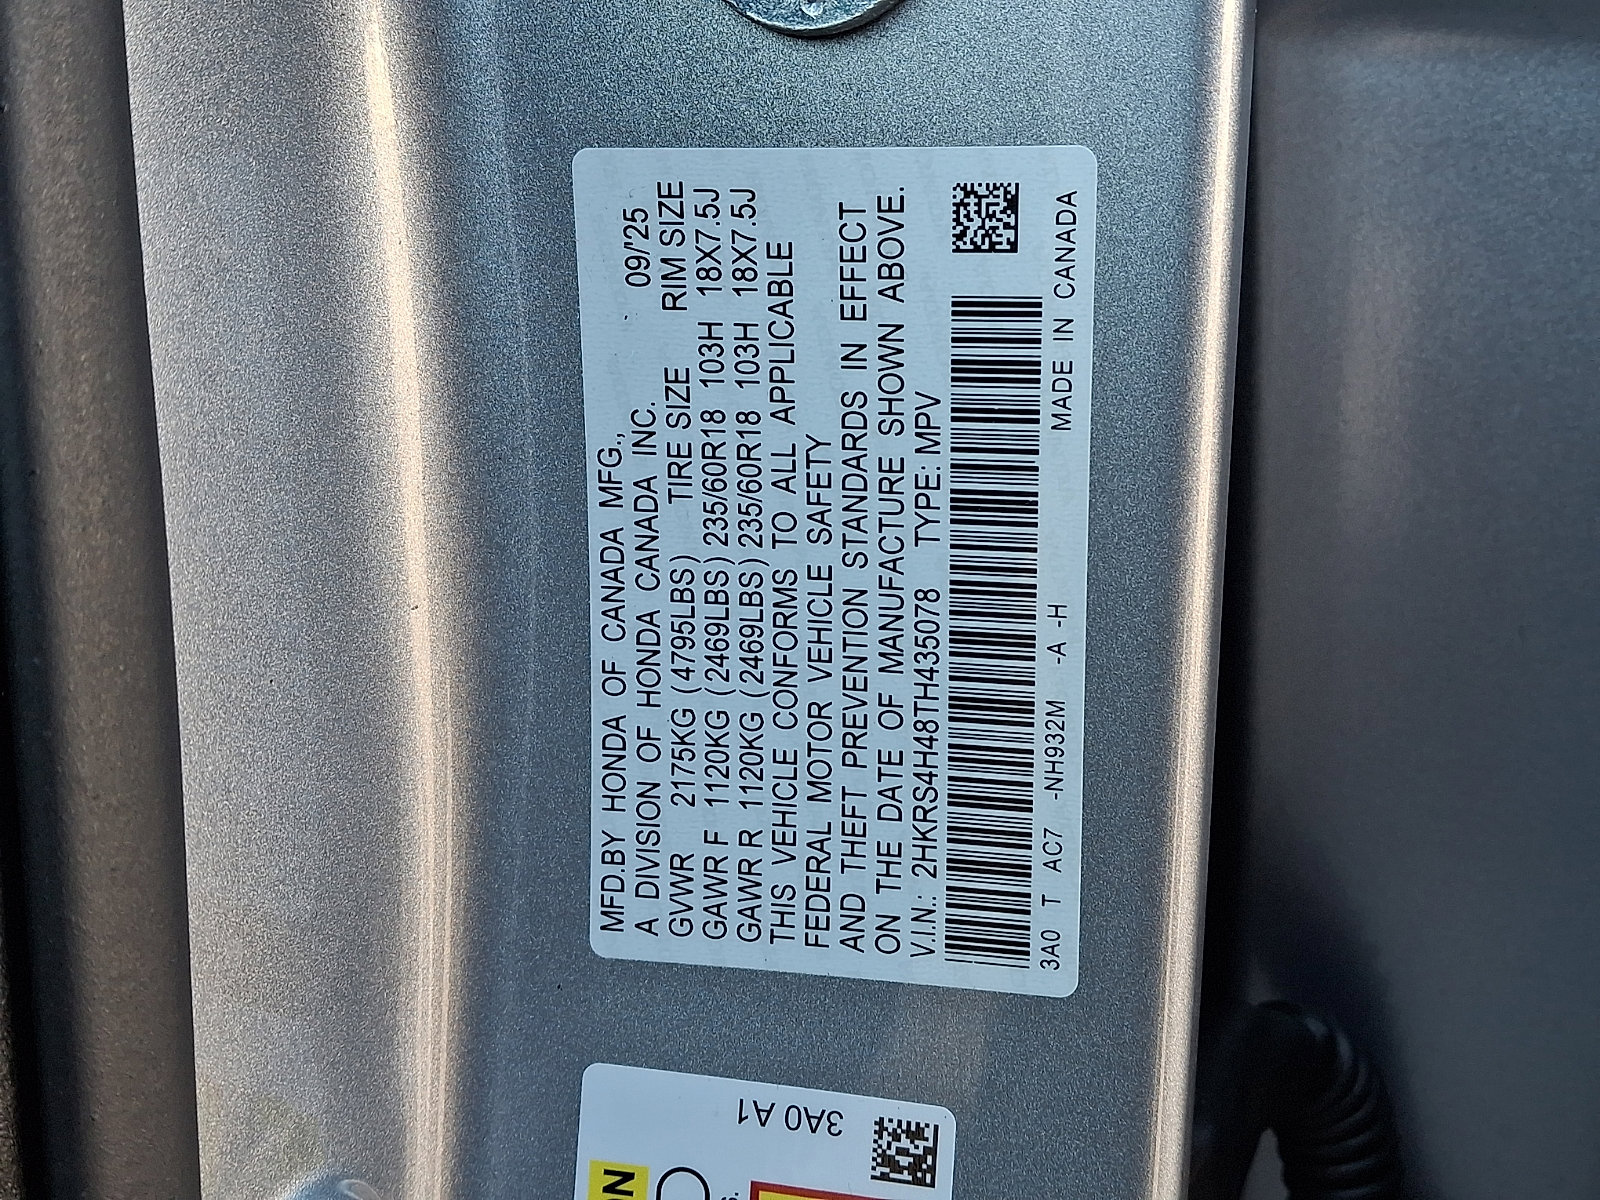 MFD.BY HONDA OF CANADA MFG.,
A DIVISION OF HONDA CANADA INC. 09/'25
GVWR 2175KG (4795LBS) TIRE SIZE RIM SIZE
GAWR F 1120KG (2469LBS) 235/60R18 103H 18X7.5J
GAWR R 1120KG (2469LBS) 235/60R18 103H 18X7.5J
THIS VEHICLE CONFORMS TO ALL APPLICABLE
FEDERAL MOTOR VEHICLE SAFETY
AND THEFT PREVENTION STANDARDS IN EFFECT
ON THE DATE OF MANUFACTURE SHOWN ABOVE.
V.I.N.: 2HKRS4H48TH435078 TYPE: MPV
3A0 T AC7 -NH932M -A -H MADE IN CANADA
3A0 A1